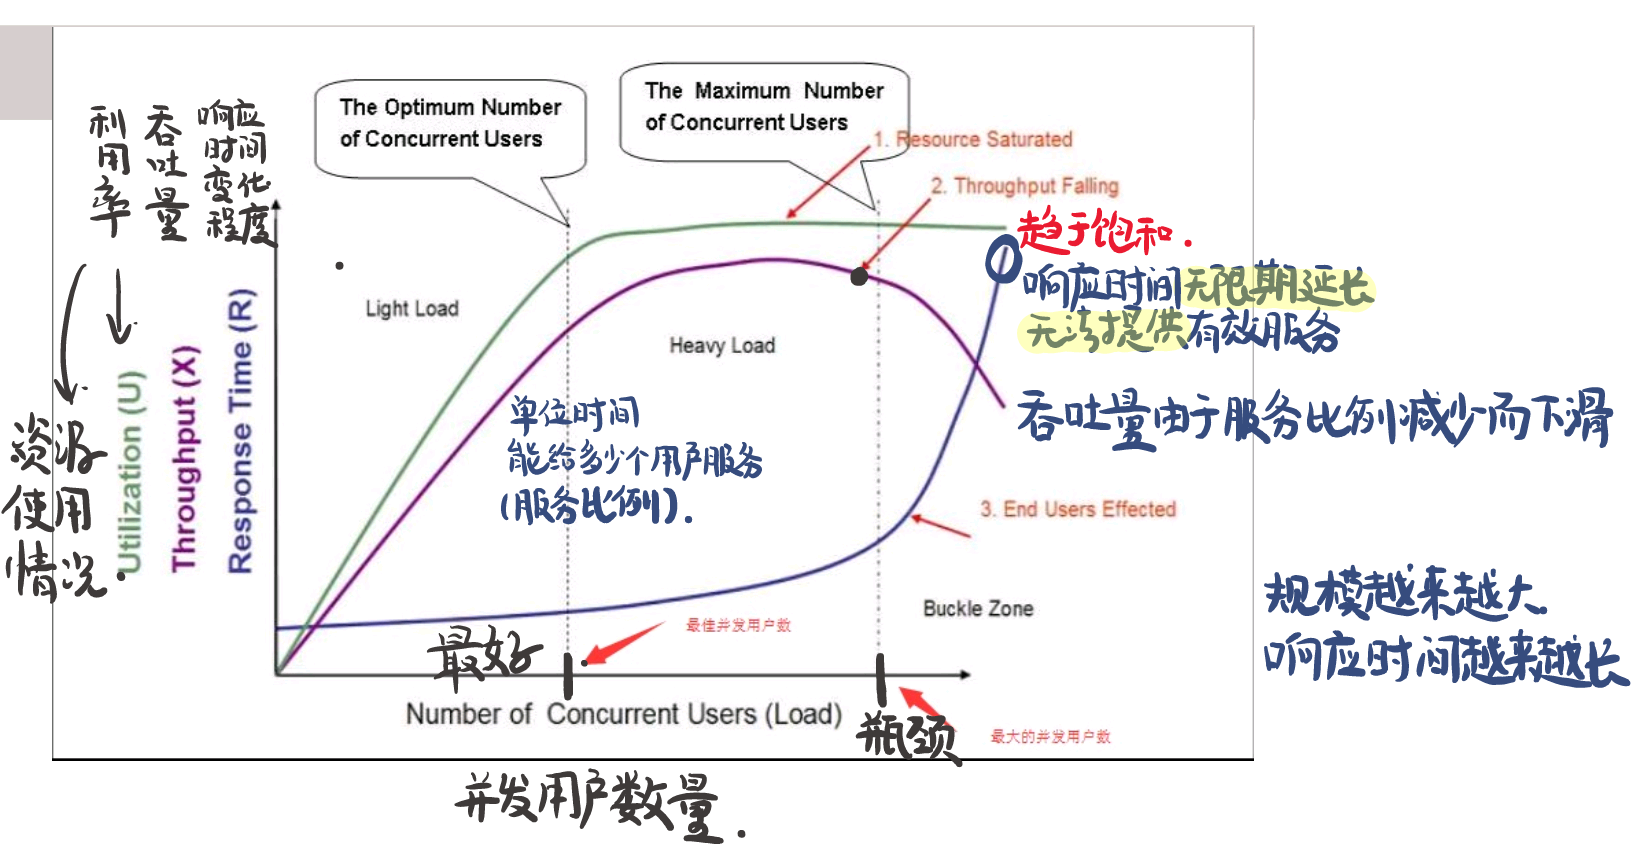 The Optimum Number
of Concurrent Users
The Maximum Number
of Concurrent Users
1. Resource Saturated
2. Throughput Falling
利用率
吞吐量
响应
时间
变化
程度
趋于饱和.
响应时间无限期延长
无法提供有效服务
Light Load
Heavy Load
Utilization (U)
Throughput (X)
Response Time (R)
单位时间
能给多少个用户服务
(服务比例).
吞吐量由于服务比例减少而下滑
资源
使用
情况.
3. End Users Effected
Buckle Zone
规模越来越大.
响应时间越来越长
最好
最佳并发用户数
Number of Concurrent Users (Load)
瓶颈
最大的并发用户数
并发用户数量.